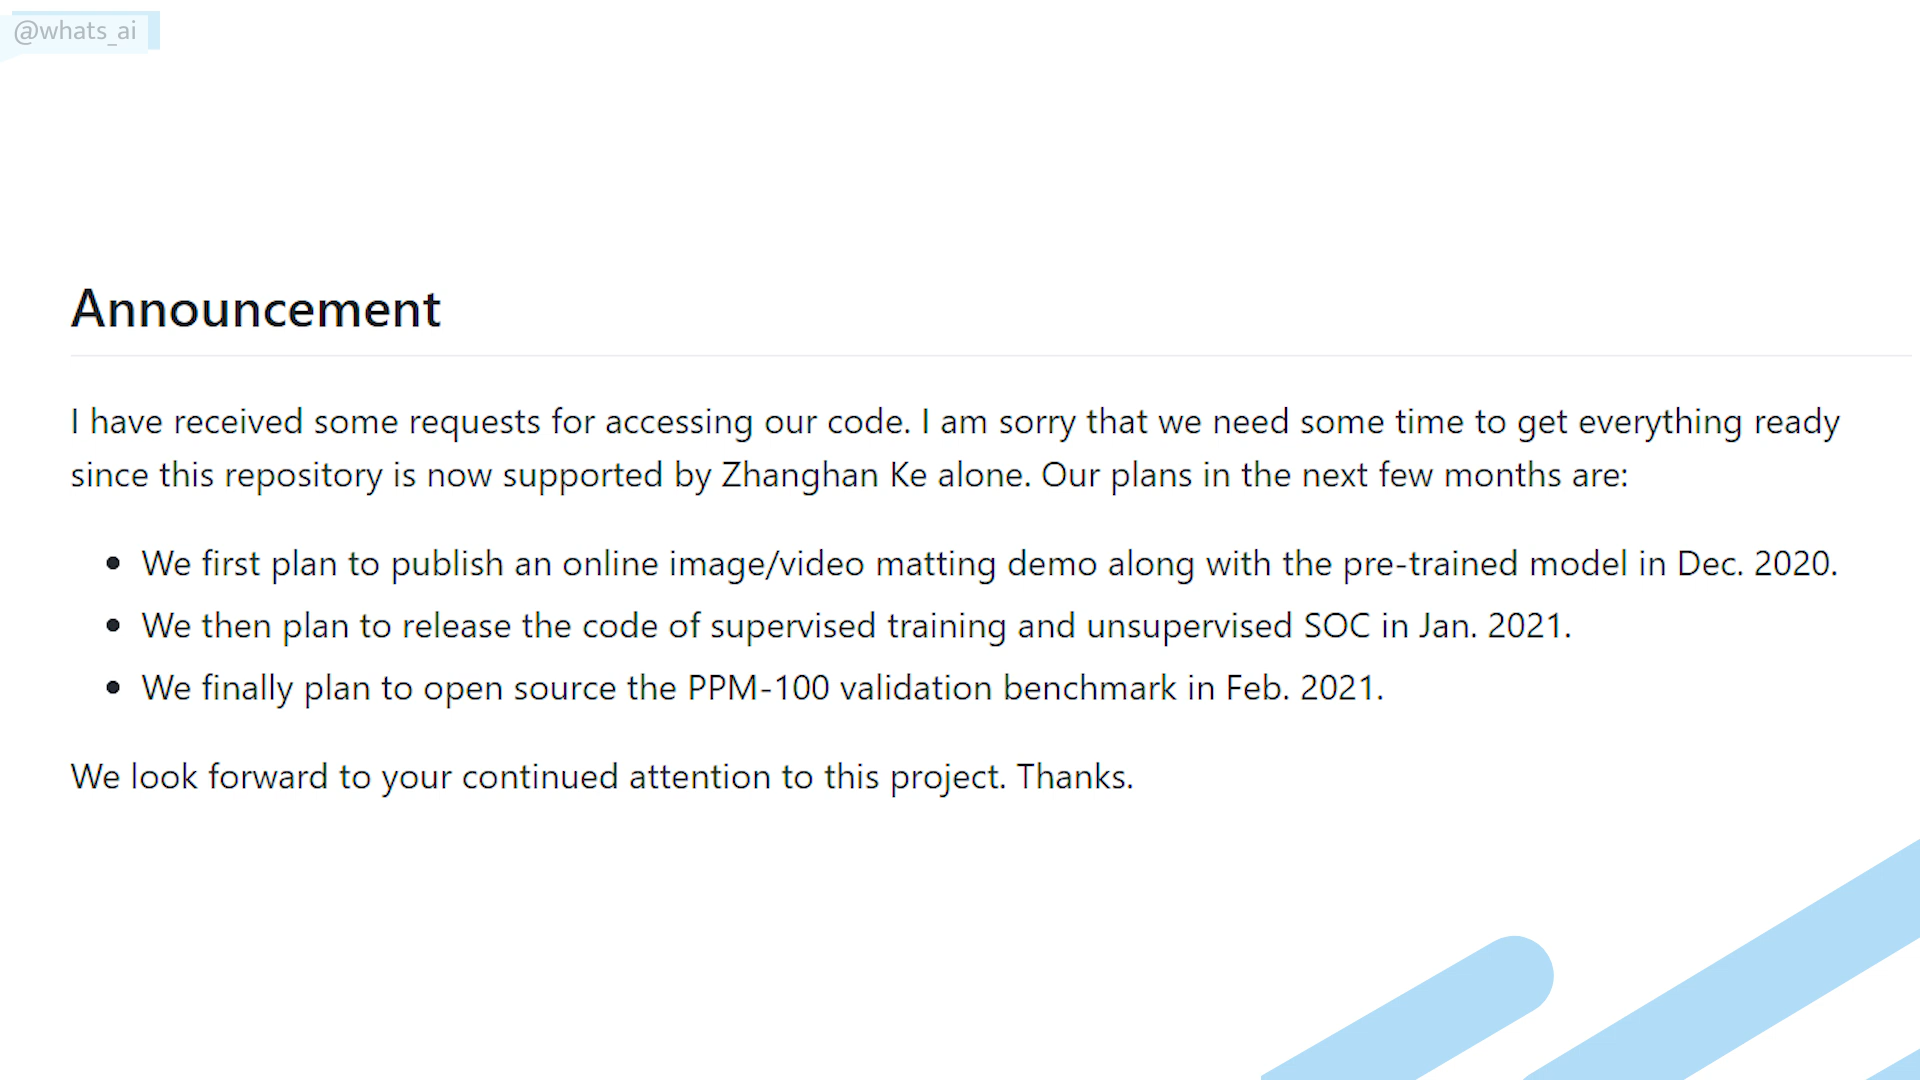 @whats_ai
Announcement
I have received some requests for accessing our code. I am sorry that we need some time to get everything ready
since this repository is now supported by Zhanghan Ke alone. Our plans in the next few months are:
• We first plan to publish an online image/video matting demo along with the pre-trained model in Dec. 2020.
• We then plan to release the code of supervised training and unsupervised SOC in Jan. 2021.
• We finally plan to open source the PPM-100 validation benchmark in Feb. 2021.
We look forward to your continued attention to this project. Thanks.